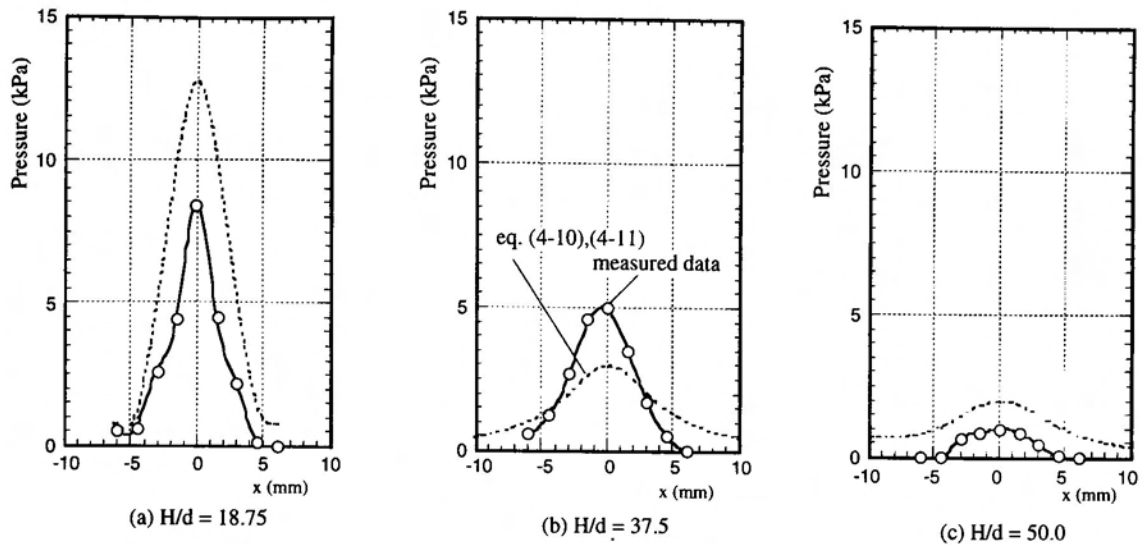 15
10
5
0
Pressure (kPa)
-10 -5 0 5 10
x (mm)
(a) H/d = 18.75
15
10
5
0
Pressure (kPa)
eq. (4-10),(4-11)
measured data
-10 -5 0 5 10
x (mm)
(b) H/d = 37.5
15
10
5
0
Pressure (kPa)
-10 -5 0 5 10
x (mm)
(c) H/d = 50.0